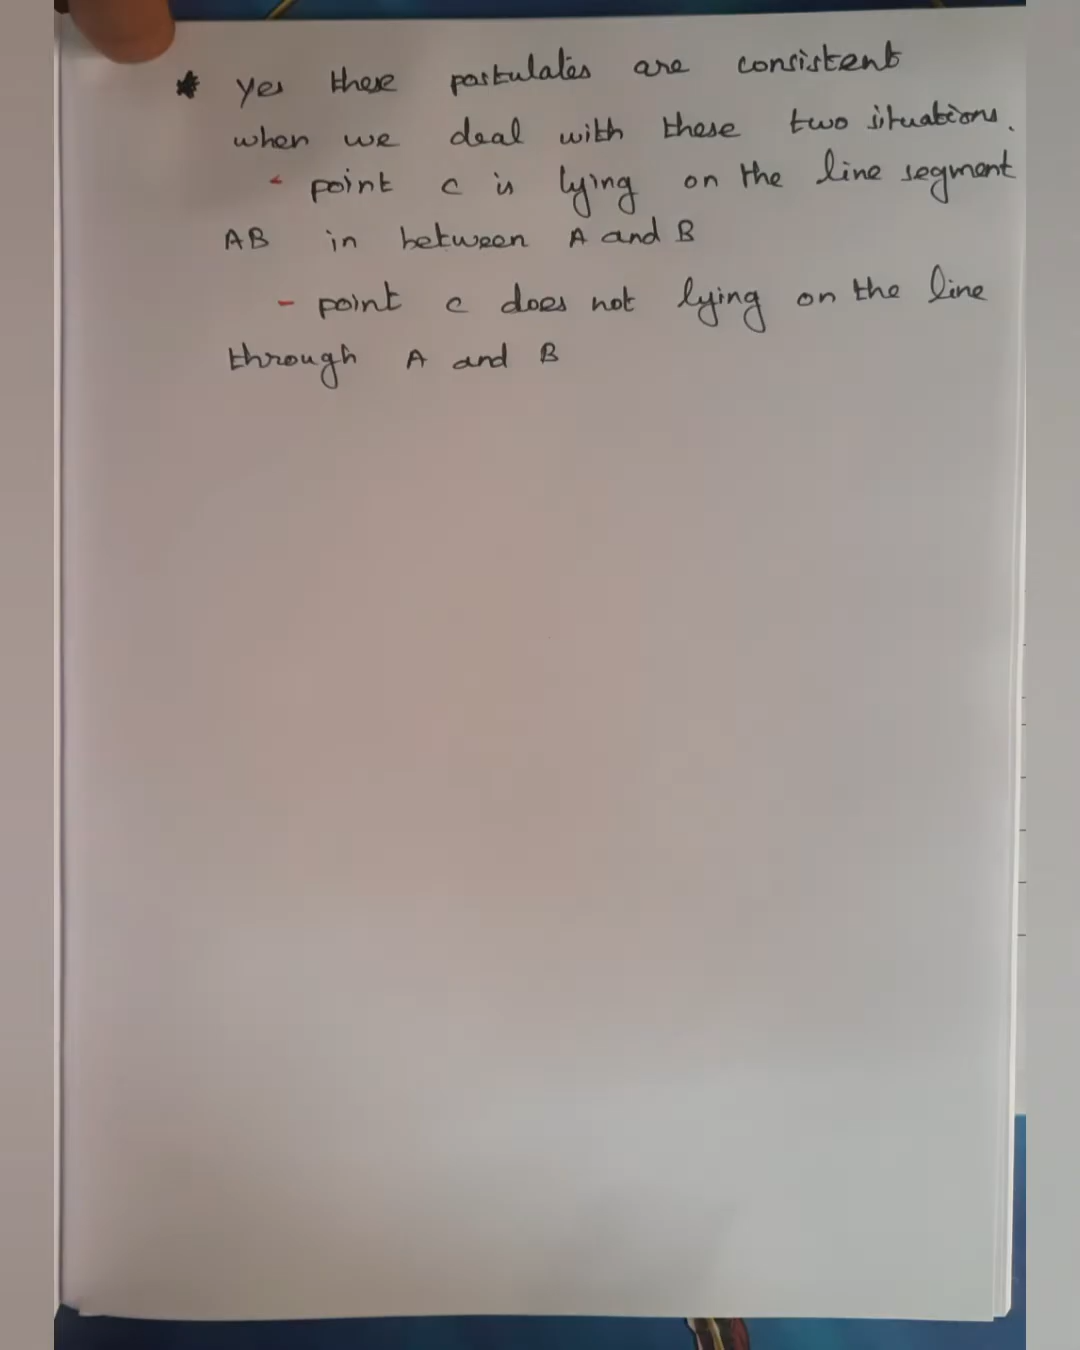 * Yes these postulates are consistent
when we deal with these two situations.
- point c is lying on the line segment
AB in between A and B
- point c does not lying on the line
through A and B